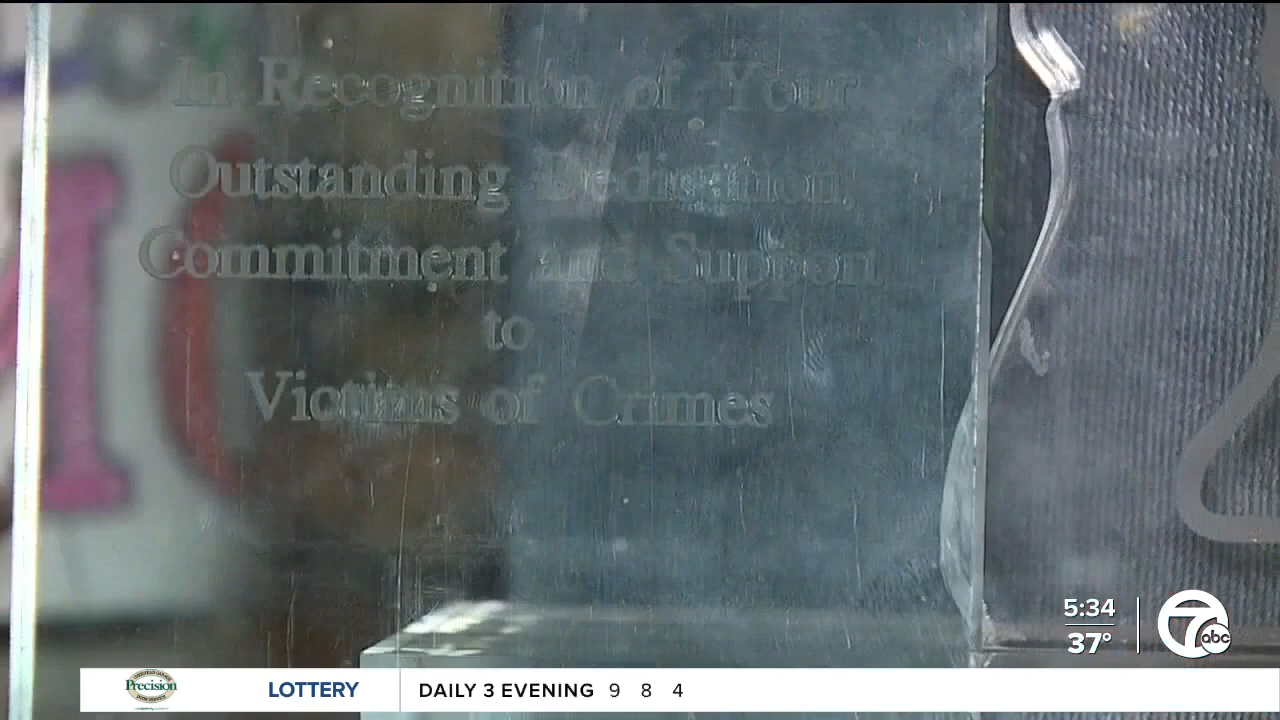 In Recognition of Your
Outstanding Dedication,
Commitment and Support
to
Victims of Crimes
5:34
37°
7 abc
Precision
LOTTERY
DAILY 3 EVENING 9 8 4